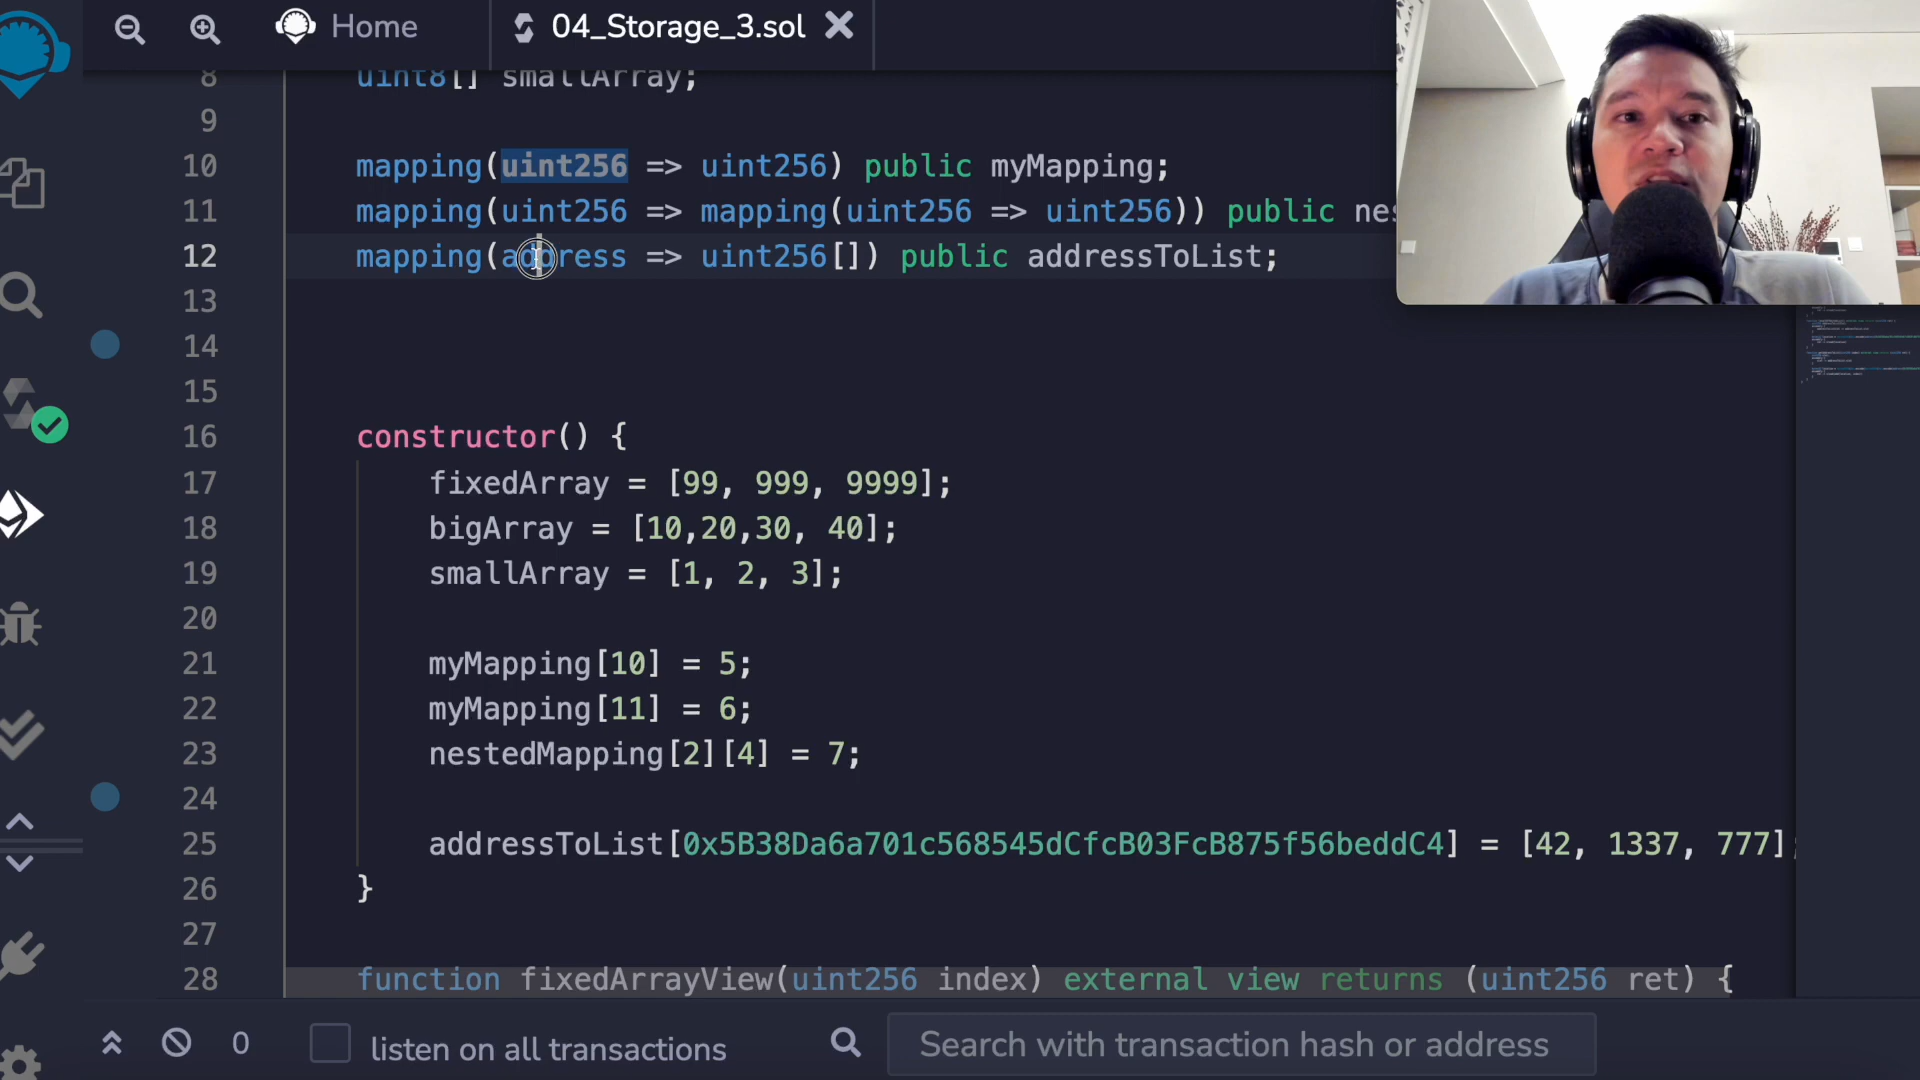 Home
04_Storage_3.sol
8 uint8[] smallArray;
9
10 mapping(uint256 => uint256) public myMapping;
11 mapping(uint256 => mapping(uint256 => uint256)) public nes
12 mapping(address => uint256[]) public addressToList;
13
14
15
16 constructor() {
17 fixedArray = [99, 999, 9999];
18 bigArray = [10,20,30, 40];
19 smallArray = [1, 2, 3];
20
21 myMapping[10] = 5;
22 myMapping[11] = 6;
23 nestedMapping[2][4] = 7;
24
25 addressToList[0x5B38Da6a701c568545dCfcB03FcB875f56beddC4] = [42, 1337, 777];
26 }
27
28 function fixedArrayView(uint256 index) external view returns (uint256 ret) {
0
listen on all transactions
Search with transaction hash or address